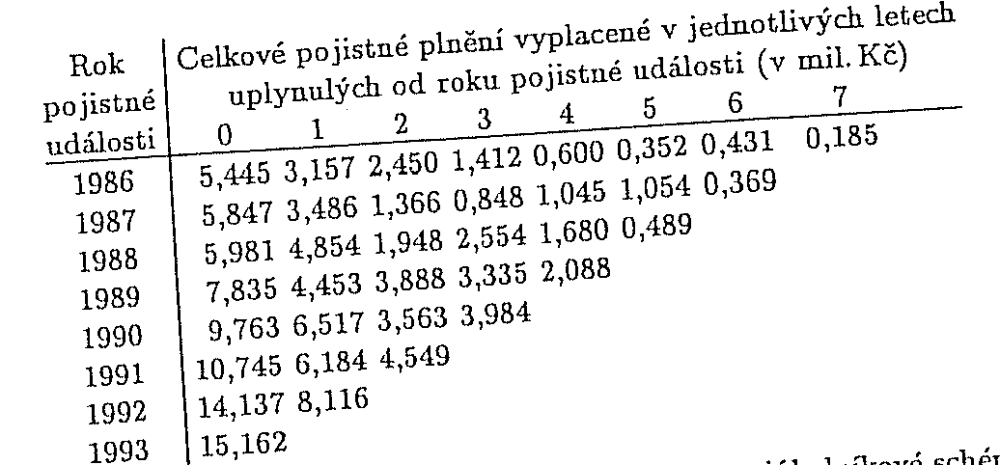 Rok Celkové pojistné plnění vyplacené v jednotlivých letech
pojistné uplynulých od roku pojistné události (v mil. Kč)
události 0 1 2 3 4 5 6 7
1986 5,445 3,157 2,450 1,412 0,600 0,352 0,431 0,185
1987 5,847 3,486 1,366 0,848 1,045 1,054 0,369
1988 5,981 4,854 1,948 2,554 1,680 0,489
1989 7,835 4,453 3,888 3,335 2,088
1990 9,763 6,517 3,563 3,984
1991 10,745 6,184 4,549
1992 14,137 8,116
1993 15,162